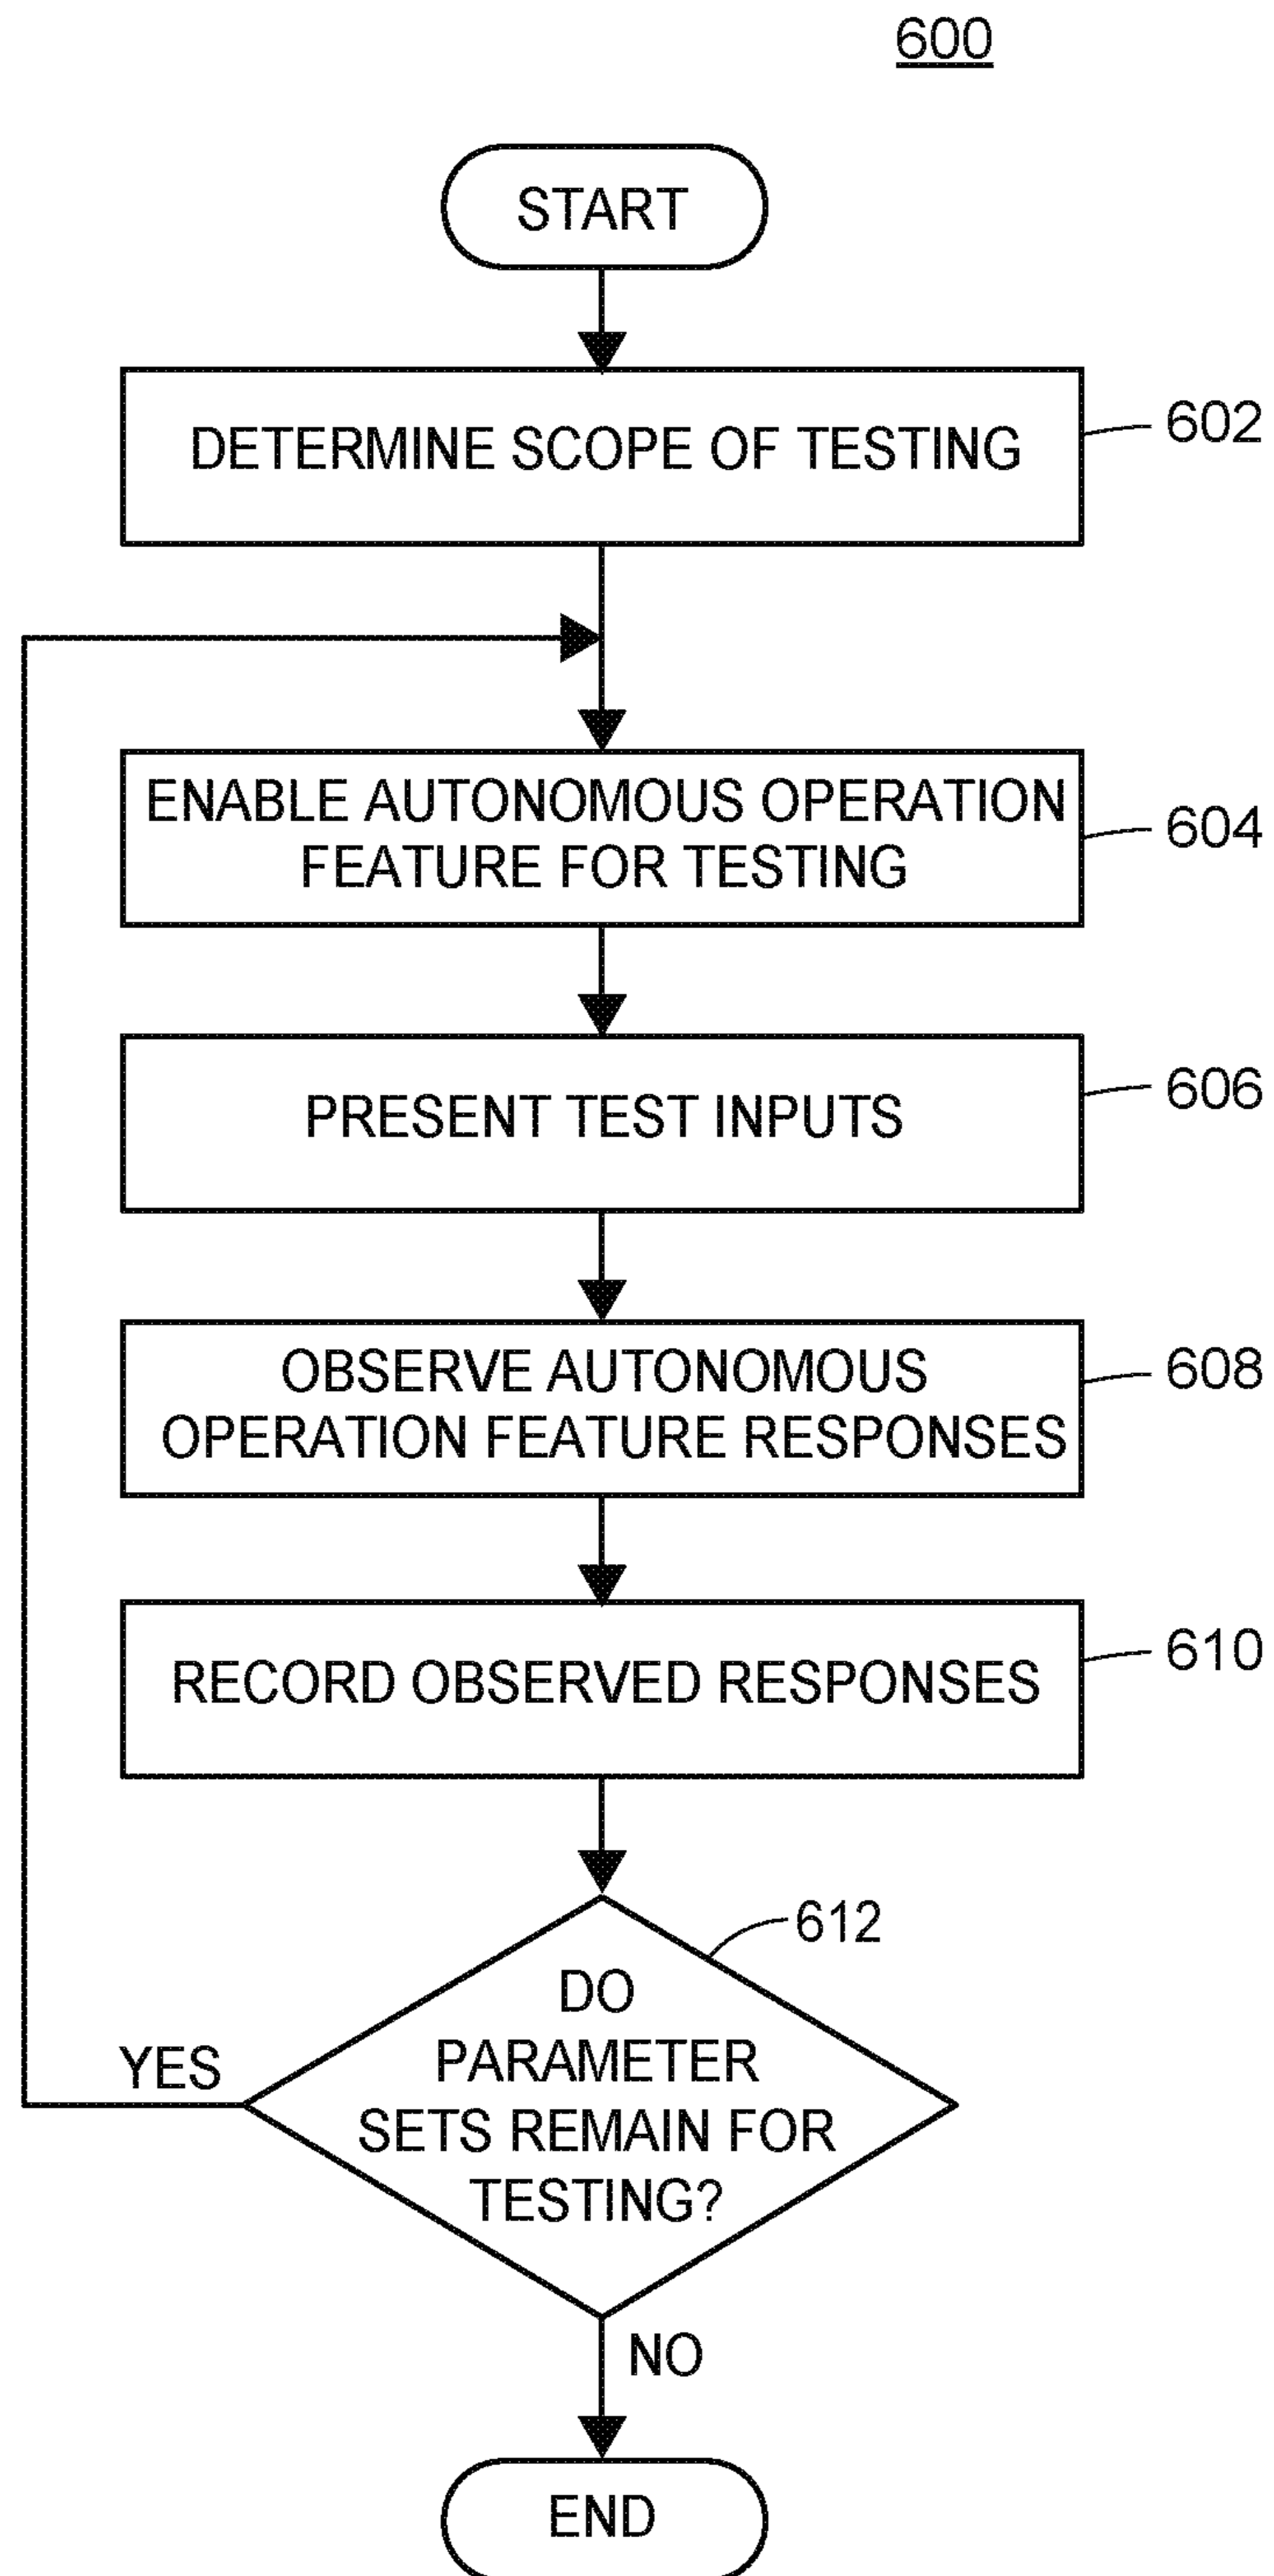 600
START
DETERMINE SCOPE OF TESTING
602
ENABLE AUTONOMOUS OPERATION
FEATURE FOR TESTING
604
PRESENT TEST INPUTS
606
OBSERVE AUTONOMOUS
OPERATION FEATURE RESPONSES
608
RECORD OBSERVED RESPONSES
610
612
DO
PARAMETER
SETS REMAIN FOR
TESTING?
YES
NO
END